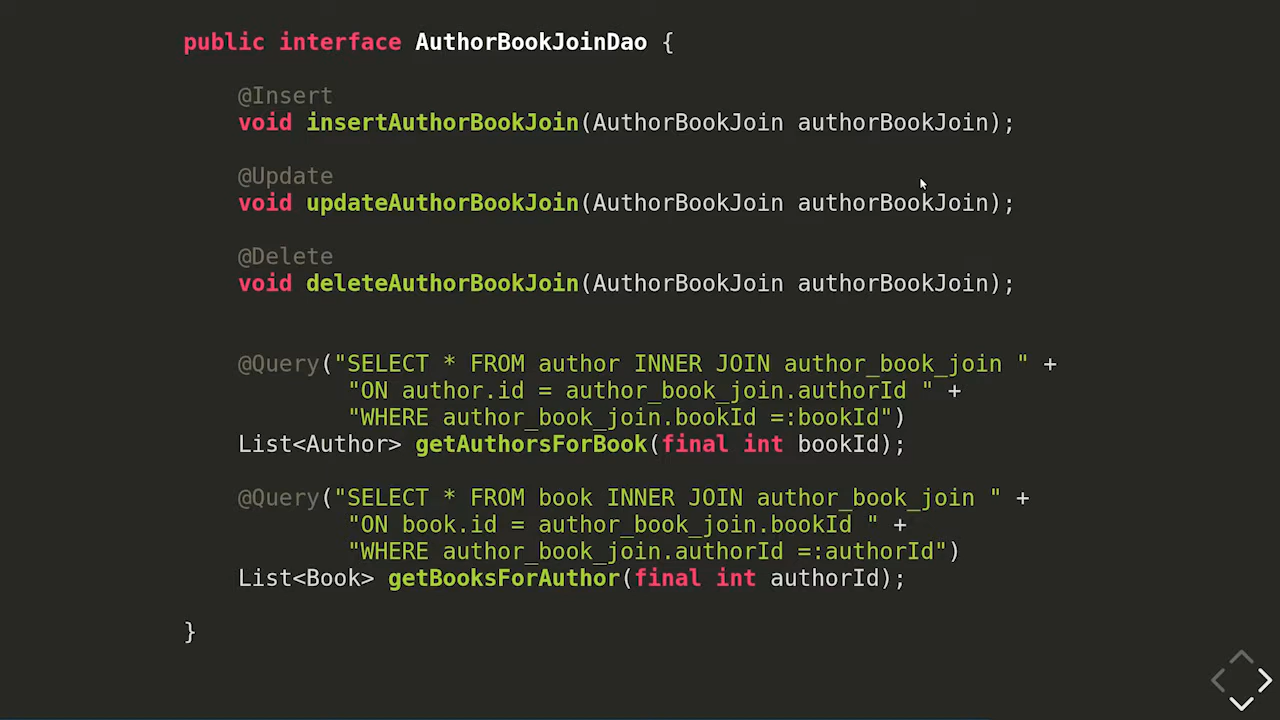 public interface AuthorBookJoinDao {
@Insert
void insertAuthorBookJoin(AuthorBookJoin authorBookJoin);
@Update
void updateAuthorBookJoin(AuthorBookJoin authorBookJoin);
@Delete
void deleteAuthorBookJoin(AuthorBookJoin authorBookJoin);
@Query("SELECT * FROM author INNER JOIN author_book_join " +
"ON author.id = author_book_join.authorId " +
"WHERE author_book_join.bookId =:bookId")
List<Author> getAuthorsForBook(final int bookId);
@Query("SELECT * FROM book INNER JOIN author_book_join " +
"ON book.id = author_book_join.bookId " +
"WHERE author_book_join.authorId =:authorId")
List<Book> getBooksForAuthor(final int authorId);
}